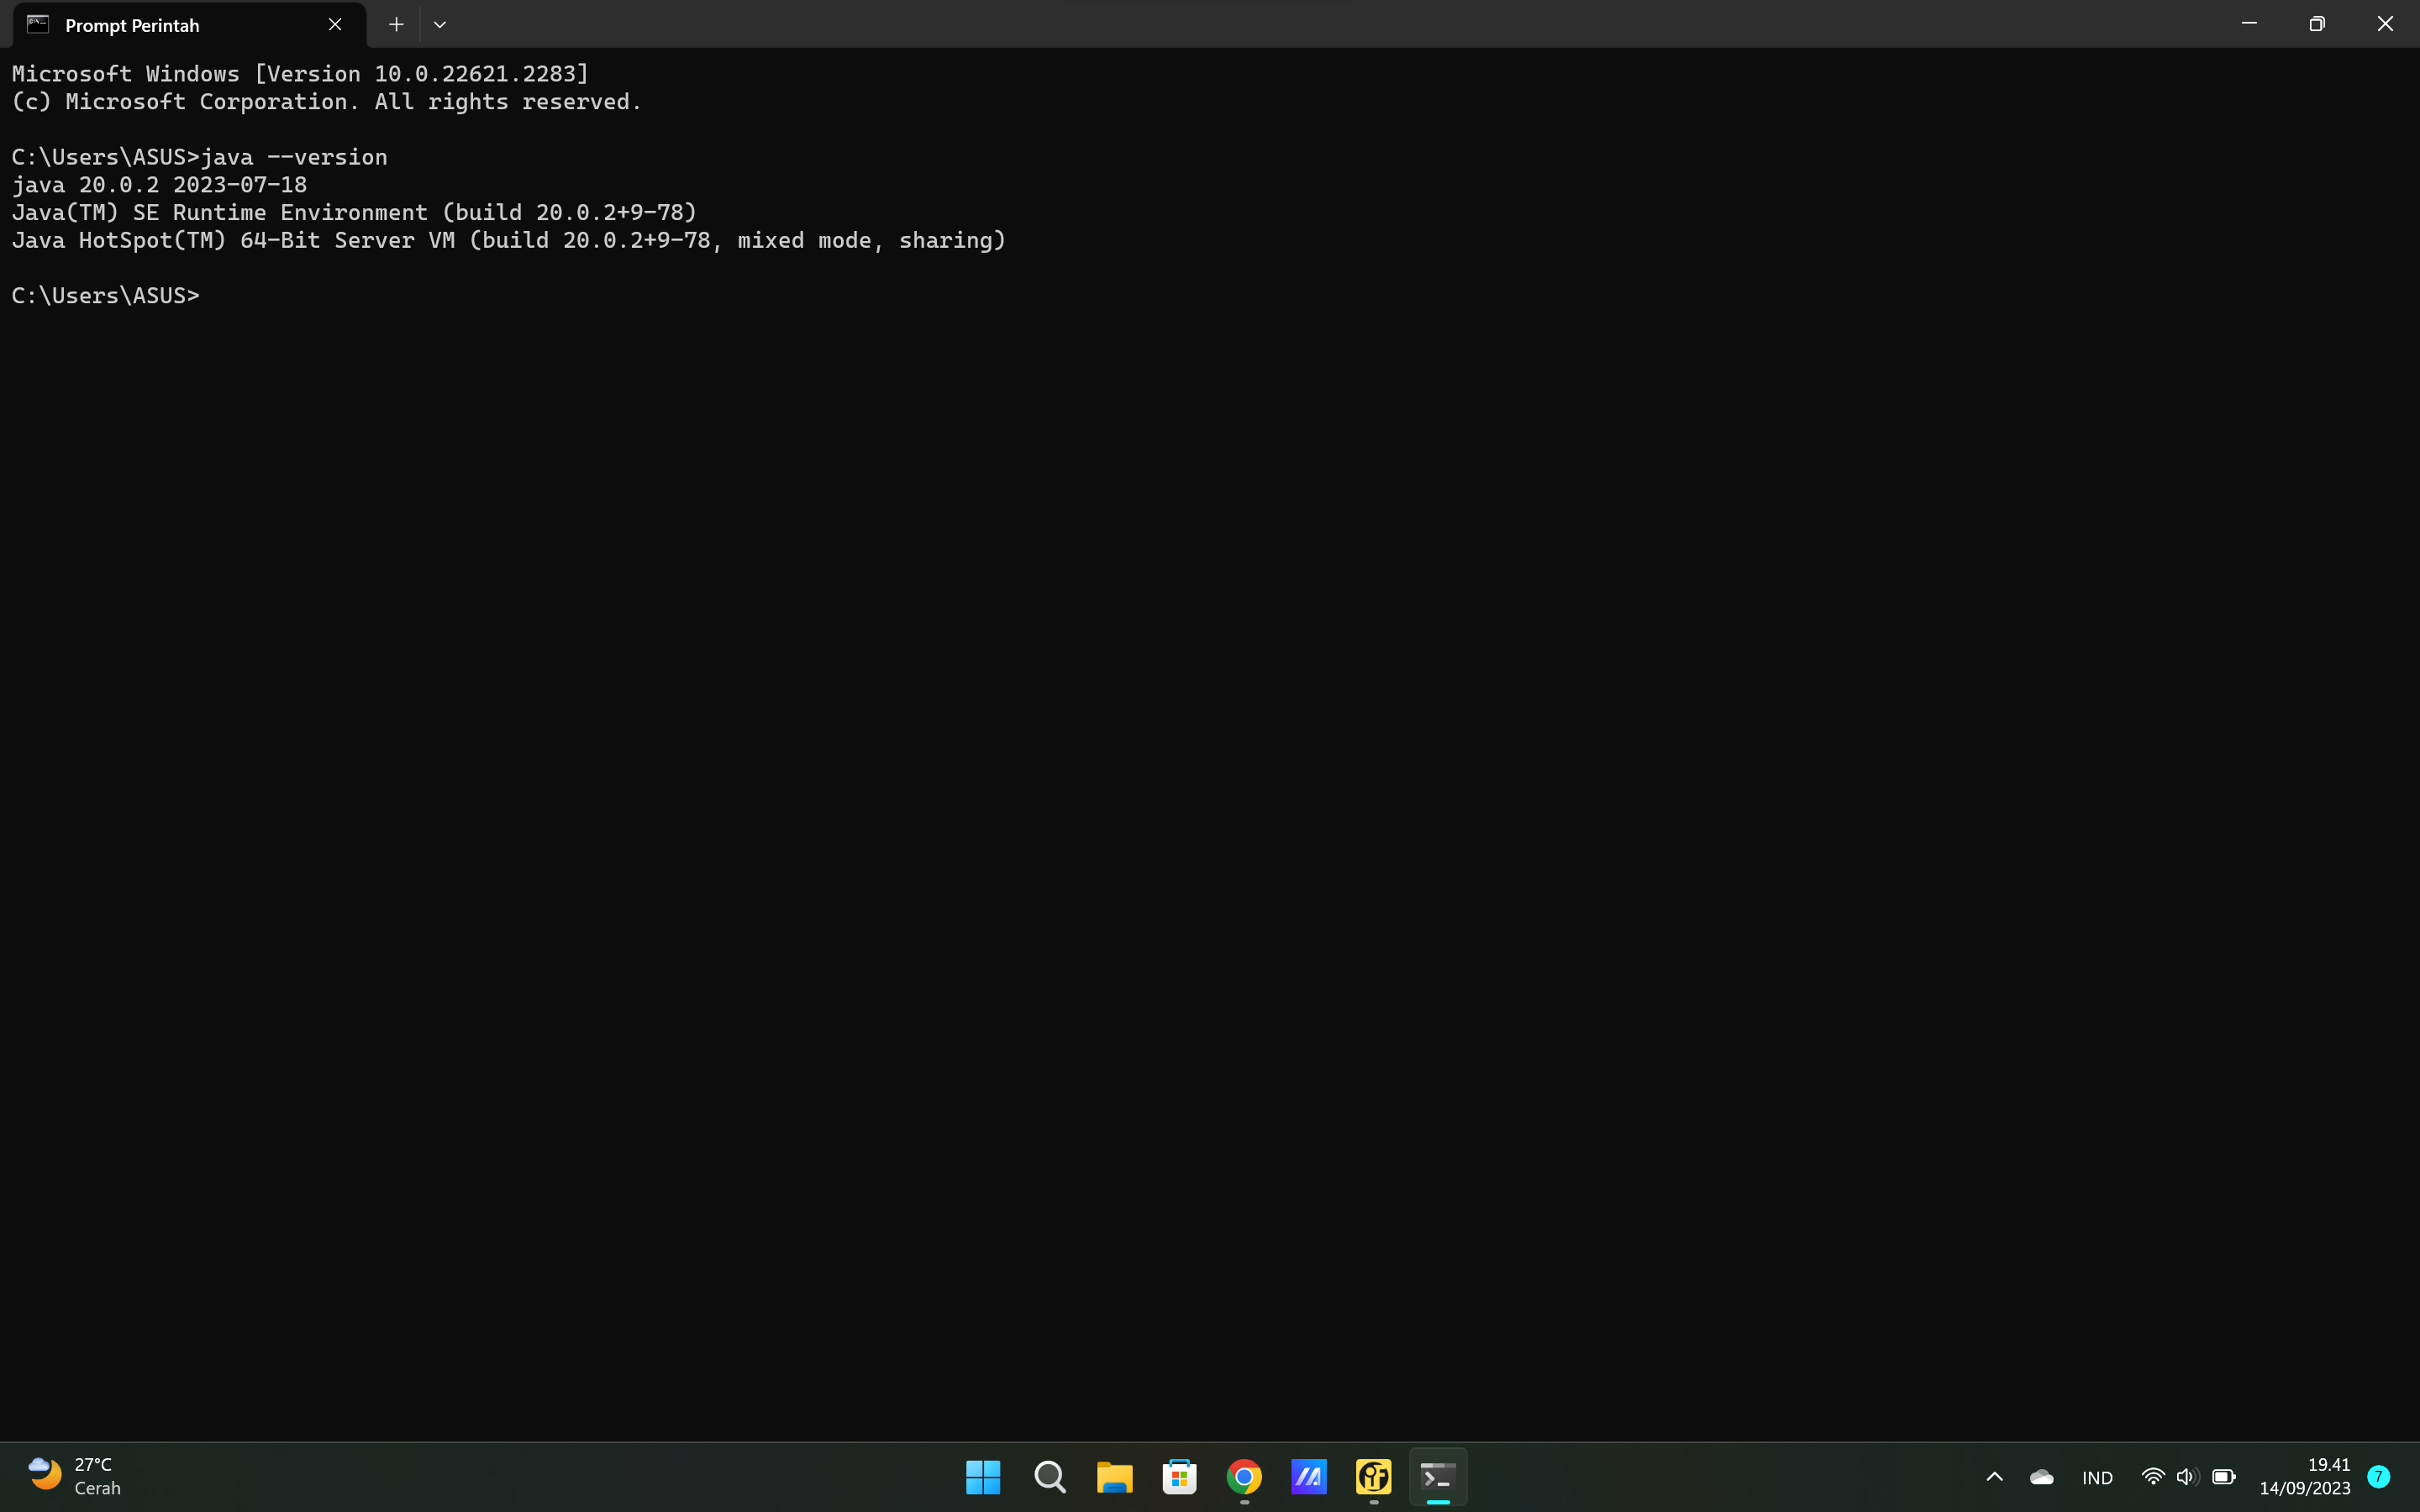 Prompt Perintah
Microsoft Windows [Version 10.0.22621.2283]
(c) Microsoft Corporation. All rights reserved.
C:\Users\ASUS>java --version
java 20.0.2 2023-07-18
Java(TM) SE Runtime Environment (build 20.0.2+9-78)
Java HotSpot(TM) 64-Bit Server VM (build 20.0.2+9-78, mixed mode, sharing)
C:\Users\ASUS>
27°C
Cerah
IND
19.41
14/09/2023
7